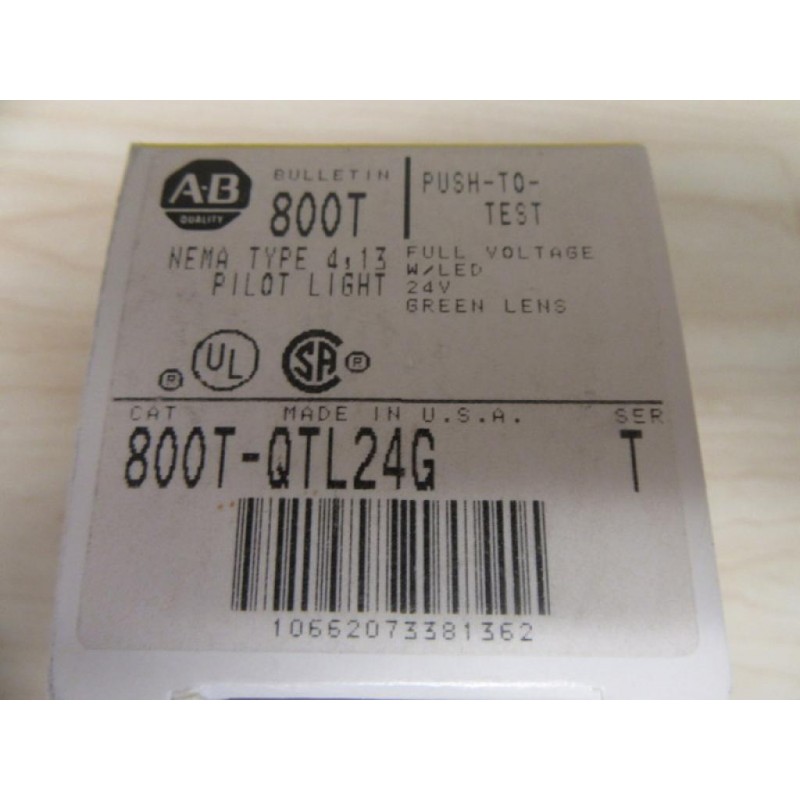 A-B
QUALITY
BULLETIN
800T
PUSH-TO-
TEST
NEMA TYPE 4,13
PILOT LIGHT
FULL VOLTAGE
W/LED
24V
GREEN LENS
® UL SA ®
CAT MADE IN U.S.A. SER
800T-QTL24G T
10662073381362